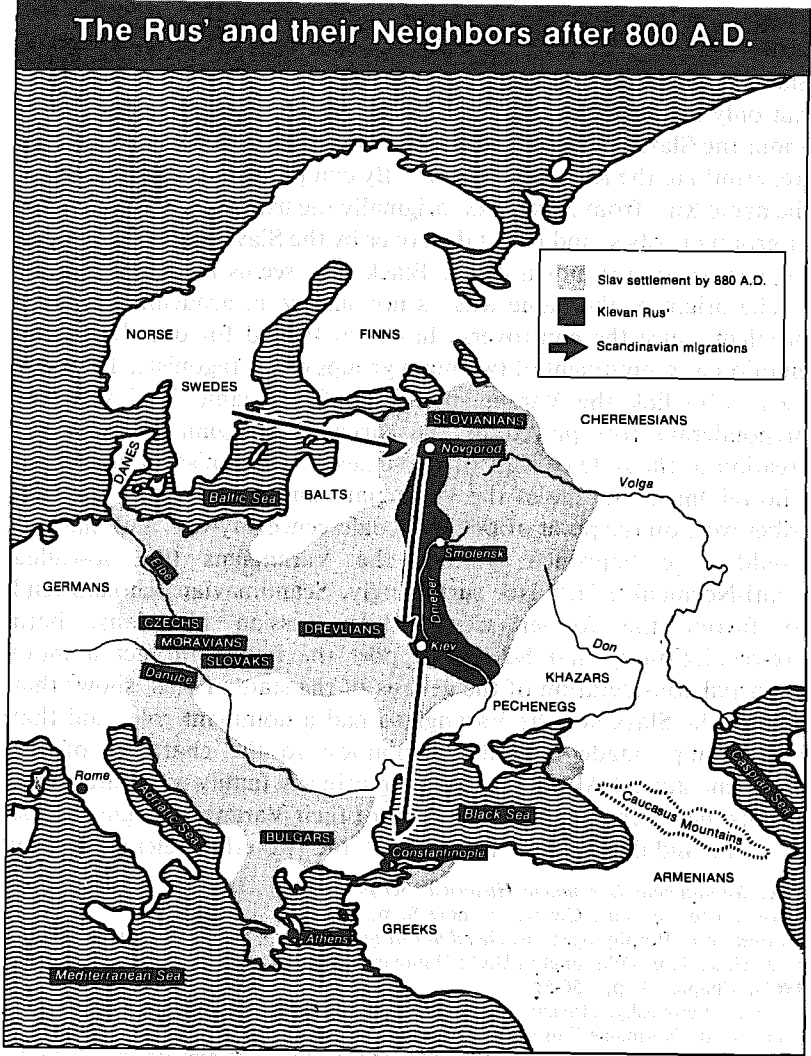 The Rus' and their Neighbors after 800 A.D.
Slav settlement by 880 A.D.
Kievan Rus'
Scandinavian migrations
NORSE
FINNS
SWEDES
SLOVIANIANS
CHEREMESIANS
Novgorod
DANES
Volga
Baltic Sea
BALTS
Smolensk
Elbe
GERMANS
Dnieper
CZECHS
DREVLIANS
MORAVIANS
Kiev
SLOVAKS
Don
Danube
KHAZARS
PECHENEGS
Rome
Adriatic Sea
Caspian Sea
Black Sea
Caucasus Mountains
BULGARS
Constantinople
ARMENIANS
GREEKS
Athens
Mediterranean Sea